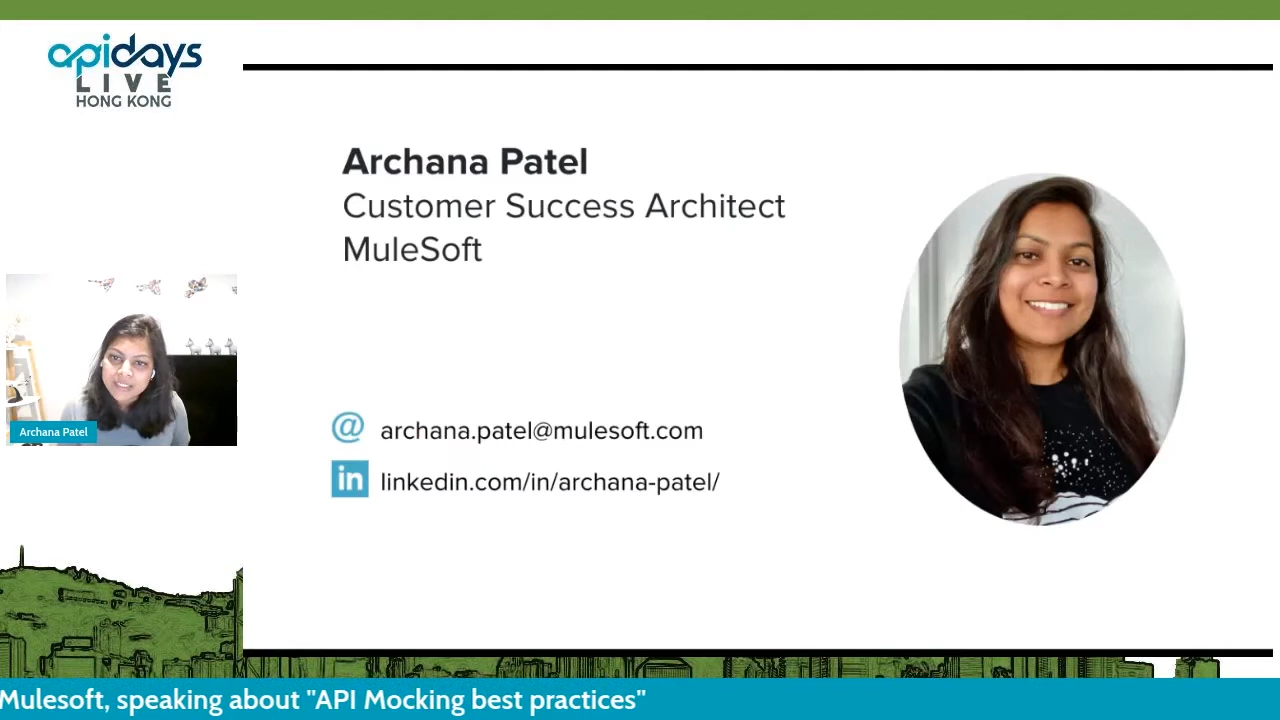 apidays
LIVE
HONG KONG
Archana Patel
Customer Success Architect
MuleSoft
Archana Patel
@ archana.patel@mulesoft.com
in linkedin.com/in/archana-patel/
Mulesoft, speaking about "API Mocking best practices"